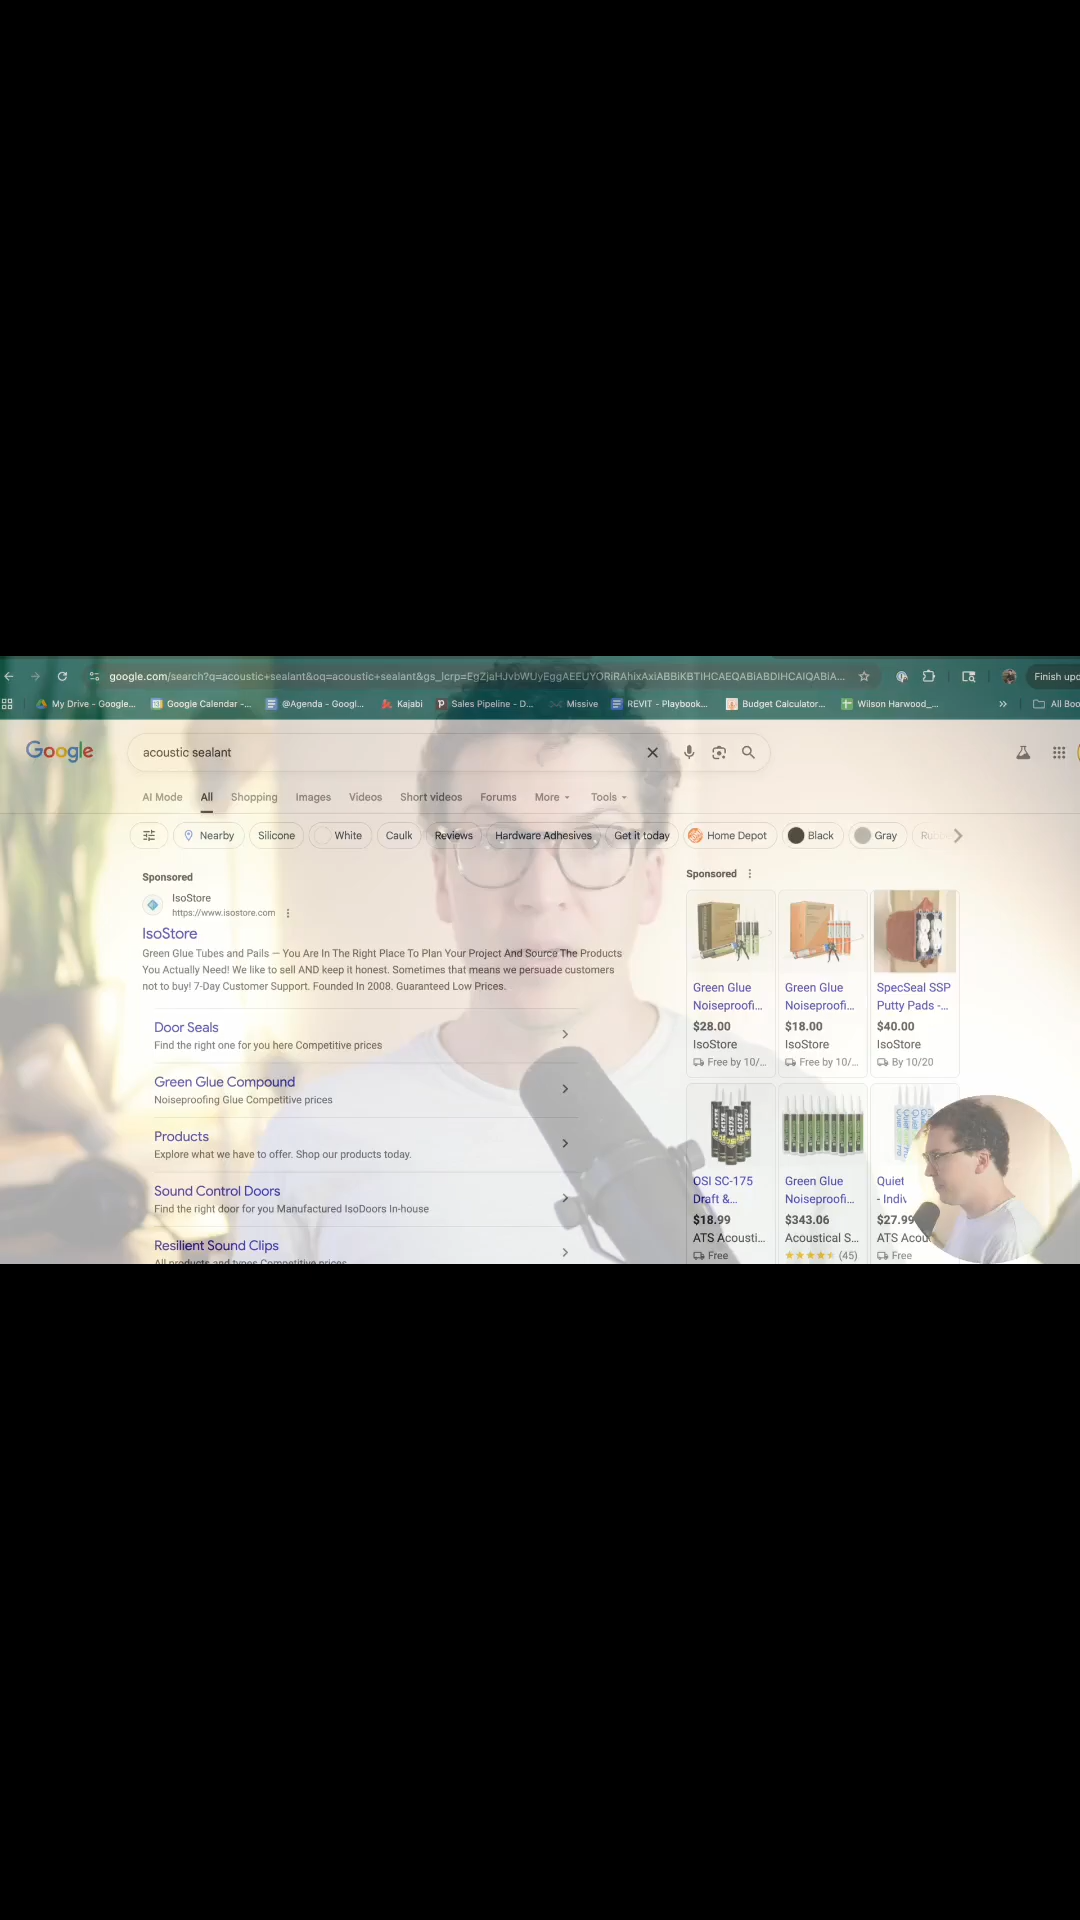 google.com/search?q=acoustic+sealant&oq=acoustic+sealant&gs_lcrp=EgZjaHJvbWUyEggAEEUYORiRAhixAxiABBiKBTIHCAEQABiABDIHCAIQABiA...
Finish upd
My Drive - Google...
Google Calendar -...
@Agenda - Googl...
Kajabi
Sales Pipeline - D...
Missive
REVIT - Playbook...
Budget Calculator...
Wilson Harwood_...
All Boo
Google
acoustic sealant
AI Mode
All
Shopping
Images
Videos
Short videos
Forums
More
Tools
Nearby
Silicone
White
Caulk
Reviews
Hardware Adhesives
Get it today
Home Depot
Black
Gray
Sponsored
IsoStore
https://www.isostore.com
IsoStore
Green Glue Tubes and Pails — You Are In The Right Place To Plan Your Project And Source The Products
You Actually Need! We like to sell AND keep it honest. Sometimes that means we persuade customers
not to buy! 7-Day Customer Support. Founded In 2008. Guaranteed Low Prices.
Door Seals
Find the right one for you here Competitive prices
Green Glue Compound
Noiseproofing Glue Competitive prices
Products
Explore what we have to offer. Shop our products today.
Sound Control Doors
Find the right door for you Manufactured IsoDoors In-house
Resilient Sound Clips
All products and types Competitive prices
Sponsored
Green Glue
Noiseproofi...
$28.00
IsoStore
Free by 10/...
Green Glue
Noiseproofi...
$18.00
IsoStore
Free by 10/...
SpecSeal SSP
Putty Pads -...
$40.00
IsoStore
By 10/20
OSI SC-175
Draft &...
$18.99
ATS Acousti...
Free
Green Glue
Noiseproofi...
$343.06
Acoustical S...
(45)
Quiet
- Indiv
$27.99
ATS Acou
Free